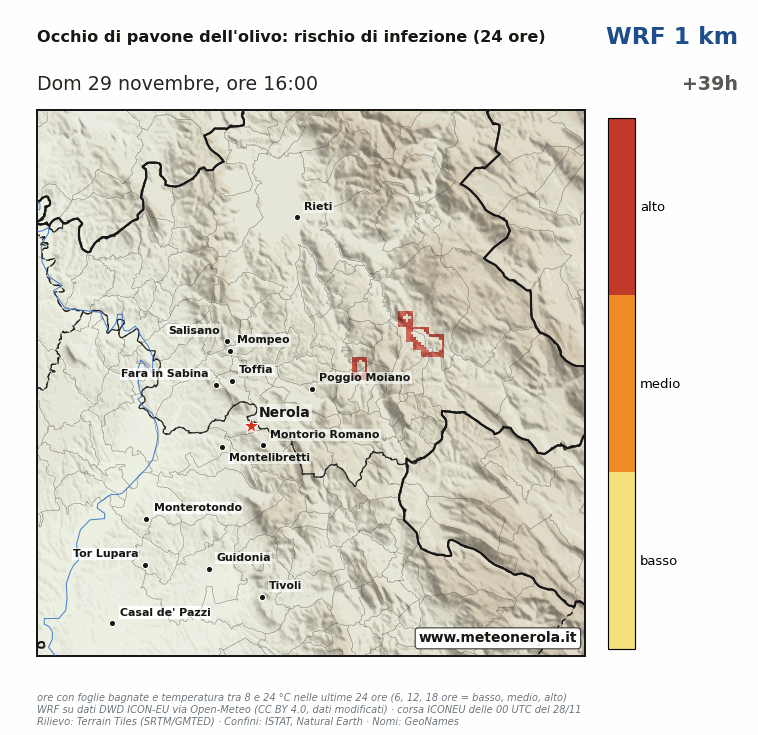 Occhio di pavone dell'olivo: rischio di infezione (24 ore)
WRF 1 km
Dom 29 novembre, ore 16:00
+39h
alto
Rieti
Salisano
Mompeo
Fara in Sabina
Toffia
Poggio Moiano
medio
Nerola
Montorio Romano
Montelibretti
Monterotondo
Tor Lupara
Guidonia
basso
Tivoli
Casal de' Pazzi
www.meteonerola.it
ore con foglie bagnate e temperatura tra 8 e 24 °C nelle ultime 24 ore (6, 12, 18 ore = basso, medio, alto)
WRF su dati DWD ICON-EU via Open-Meteo (CC BY 4.0, dati modificati) · corsa ICONEU delle 00 UTC del 28/11
Rilievo: Terrain Tiles (SRTM/GMTED) · Confini: ISTAT, Natural Earth · Nomi: GeoNames